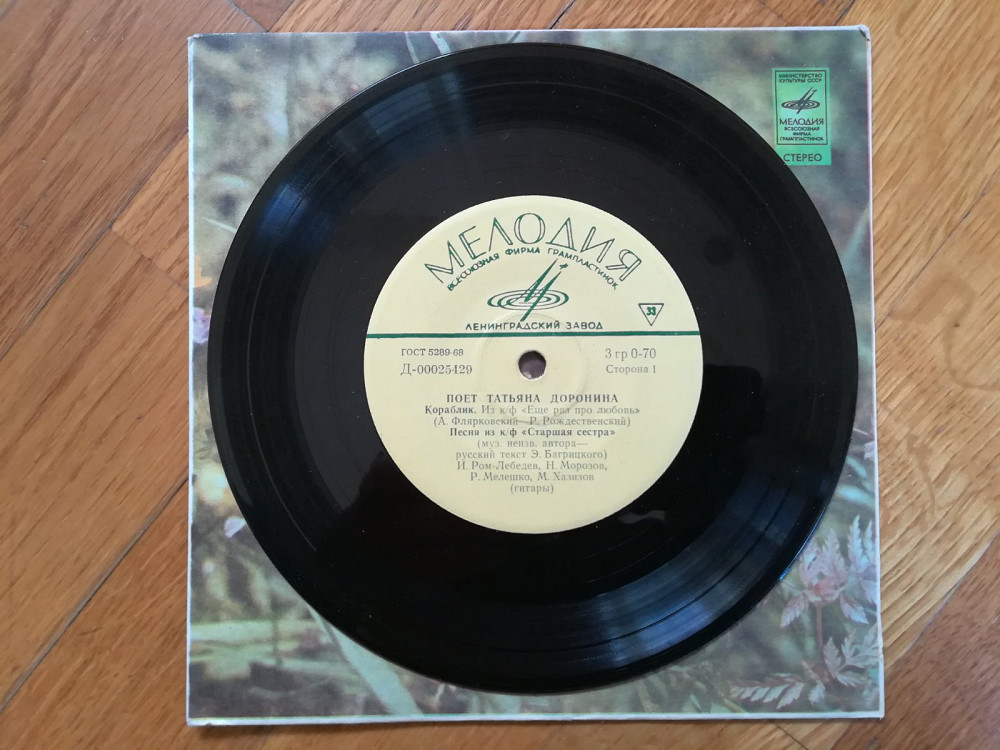 МИНИСТЕРСТВО
КУЛЬТУРЫ СССР
МЕЛОДИЯ
ВСЕСОЮЗНАЯ
ФИРМА
ГРАМПЛАСТИНОК
СТЕРЕО
МЕЛОДИЯ
ВСЕСОЮЗНАЯ ФИРМА ГРАМПЛАСТИНОК
33
ЛЕНИНГРАДСКИЙ ЗАВОД
ГОСТ 5289-68
3 гр 0-70
Д-00025429
Сторона 1
ПОЕТ ТАТЬЯНА ДОРОНИНА
Кораблик. Из к/ф «Еще раз про любовь»
(А. Флярковский—Р. Рождественский)
Песня из к/ф «Старшая сестра»
(муз. неизв. автора—
русский текст Э. Багрицкого)
И. Ром-Лебедев, Н. Морозов,
Р. Мелешко, М. Хализов
(гитары)